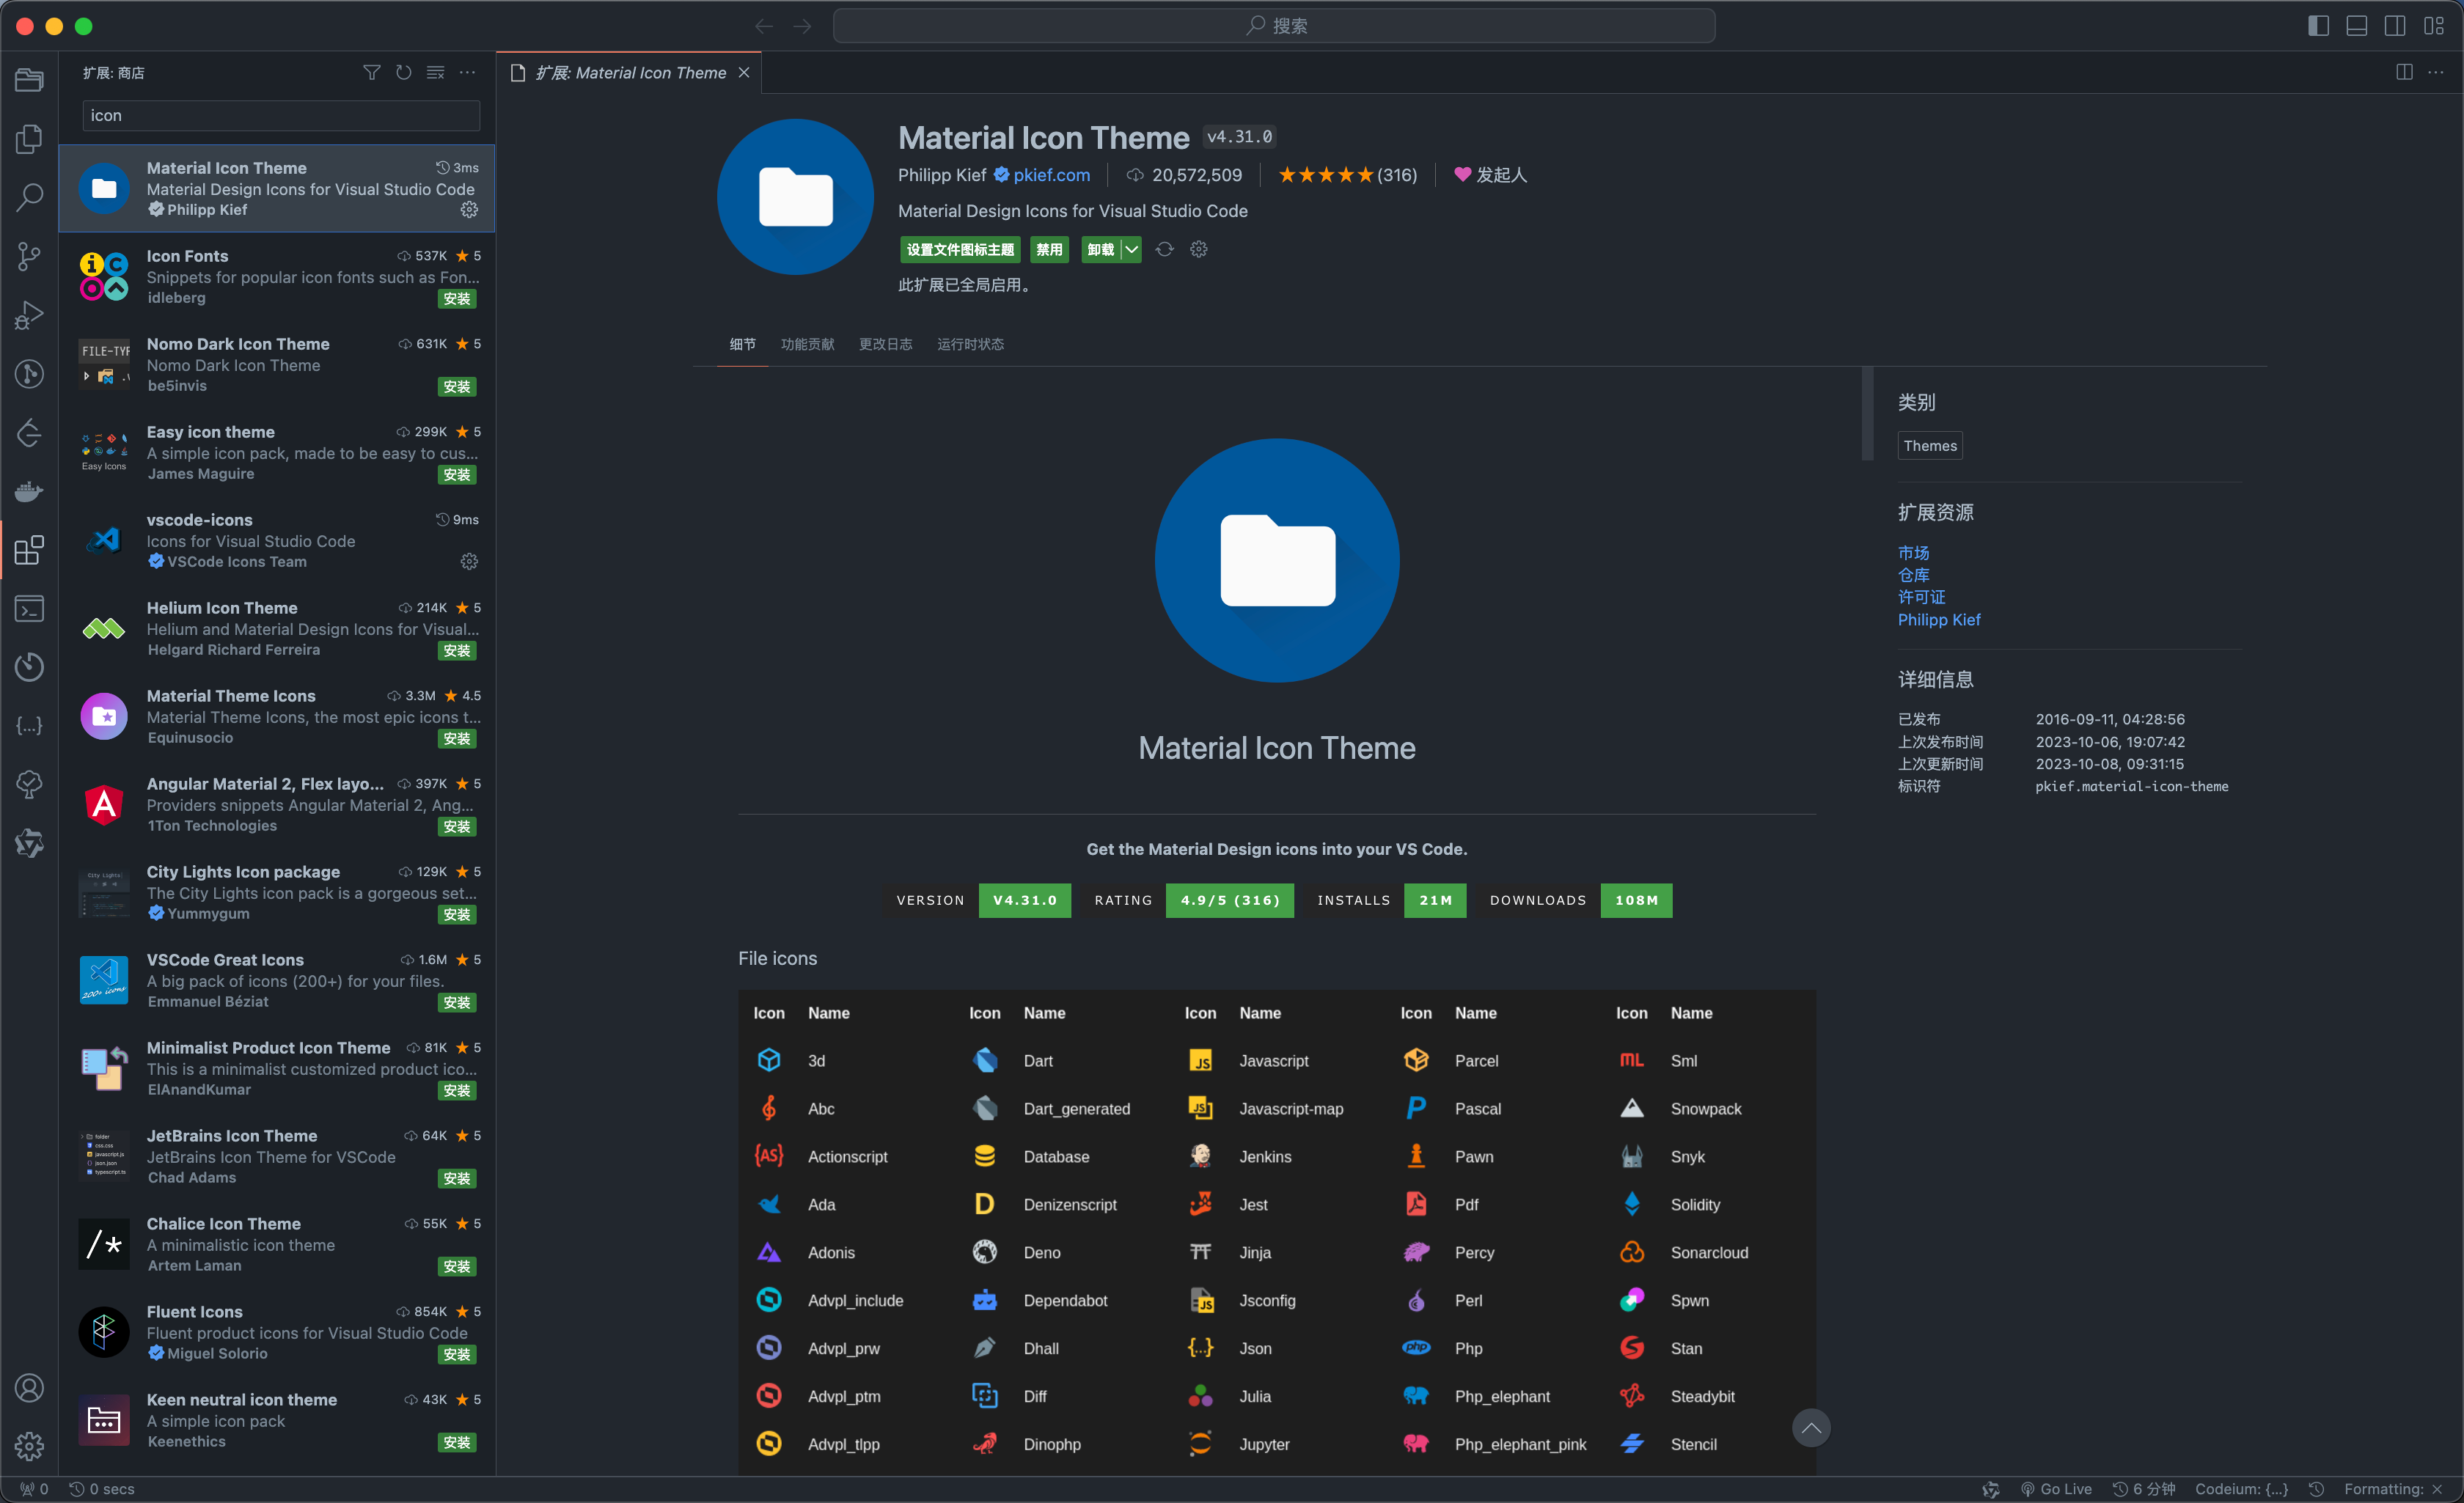 搜索
扩展: 商店
扩展: Material Icon Theme
icon
Material Icon Theme 3ms
Material Design Icons for Visual Studio Code
Philipp Kief
Icon Fonts 537K 5
Snippets for popular icon fonts such as Fon...
idleberg 安装
Nomo Dark Icon Theme 631K 5
Nomo Dark Icon Theme
be5invis 安装
Easy icon theme 299K 5
A simple icon pack, made to be easy to cus...
James Maguire 安装
Easy Icons
vscode-icons 9ms
Icons for Visual Studio Code
VSCode Icons Team
Helium Icon Theme 214K 5
Helium and Material Design Icons for Visual...
Helgard Richard Ferreira 安装
Material Theme Icons 3.3M 4.5
Material Theme Icons, the most epic icons t...
Equinusocio 安装
Angular Material 2, Flex layo... 397K 5
Providers snippets Angular Material 2, Ang...
1Ton Technologies 安装
City Lights Icon package 129K 5
The City Lights icon pack is a gorgeous set...
Yummygum 安装
VSCode Great Icons 1.6M 5
A big pack of icons (200+) for your files.
Emmanuel Béziat 安装
200+ icons
Minimalist Product Icon Theme 81K 5
This is a minimalist customized product ico...
ElAnandKumar 安装
JetBrains Icon Theme 64K 5
JetBrains Icon Theme for VSCode
Chad Adams 安装
Chalice Icon Theme 55K 5
A minimalistic icon theme
Artem Laman 安装
Fluent Icons 854K 5
Fluent product icons for Visual Studio Code
Miguel Solorio 安装
Keen neutral icon theme 43K 5
A simple icon pack
Keenethics 安装
Material Icon Theme v4.31.0
Philipp Kief pkief.com 20,572,509 (316) 发起人
Material Design Icons for Visual Studio Code
设置文件图标主题 禁用 卸载
此扩展已全局启用。
细节 功能贡献 更改日志 运行时状态
Material Icon Theme
Get the Material Design icons into your VS Code.
VERSION V4.31.0 RATING 4.9/5 (316) INSTALLS 21M DOWNLOADS 108M
File icons
Icon Name Icon Name Icon Name Icon Name Icon Name
3d Dart Javascript Parcel Sml
Abc Dart_generated Javascript-map Pascal Snowpack
Actionscript Database Jenkins Pawn Snyk
Ada Denizenscript Jest Pdf Solidity
Adonis Deno Jinja Percy Sonarcloud
Advpl_include Dependabot Jsconfig Perl Spwn
Advpl_prw Dhall Json Php Stan
Advpl_ptm Diff Julia Php_elephant Steadybit
Advpl_tlpp Dinophp Jupyter Php_elephant_pink Stencil
类别
Themes
扩展资源
市场
仓库
许可证
Philipp Kief
详细信息
已发布 2016-09-11, 04:28:56
上次发布时间 2023-10-06, 19:07:42
上次更新时间 2023-10-08, 09:31:15
标识符 pkief.material-icon-theme
0 0 secs Go Live 6 分钟 Codeium: {...} Formatting: ×